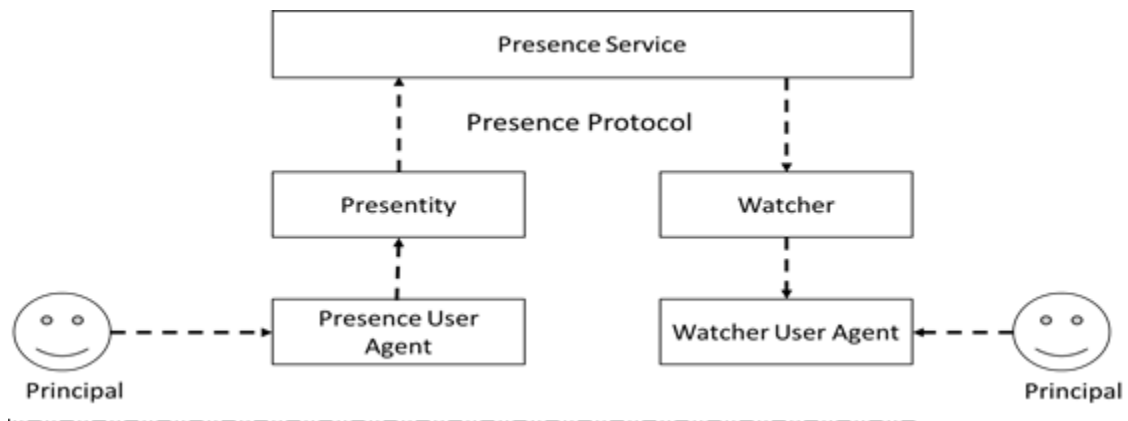 Presence Service
Presence Protocol
Presentity
Watcher
Presence User
Agent
Watcher User Agent
Principal
Principal